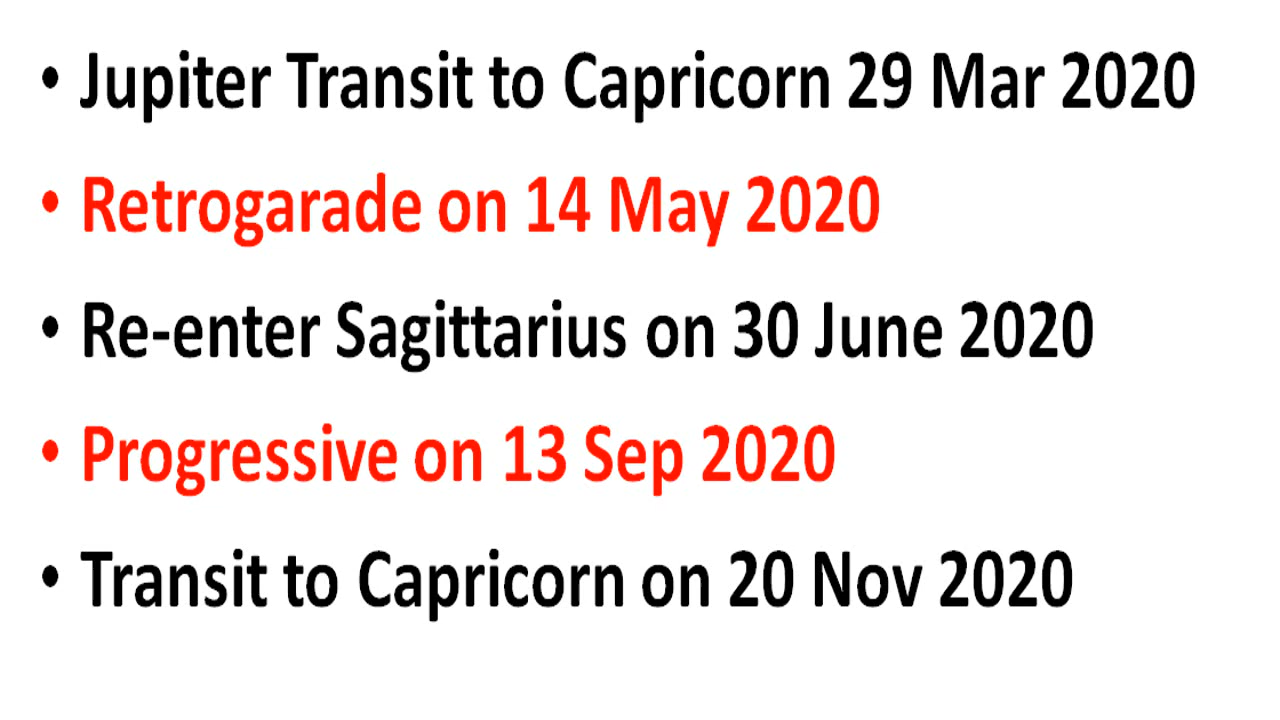 • Jupiter Transit to Capricorn 29 Mar 2020
• Retrogarade on 14 May 2020
• Re-enter Sagittarius on 30 June 2020
• Progressive on 13 Sep 2020
• Transit to Capricorn on 20 Nov 2020